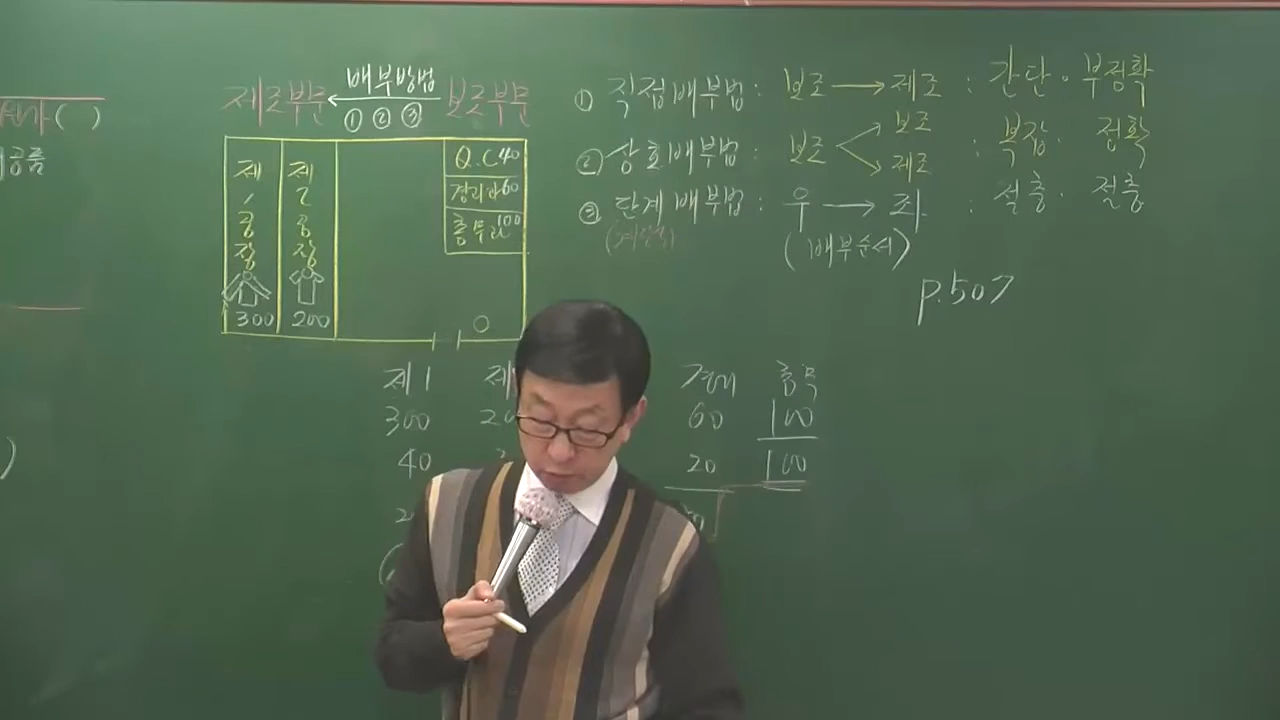 ( )
제조부문 배부방법 보조부문
① ② ③
제1공장 제2공장
Q.C 40
경리과 60
총무과 100
300 200 0
① 직접배부법 : 보조 → 제조 : 간단 · 부정확
② 상호배부법 : 보조 보조 제조 : 복잡 · 정확
③ 단계배부법 : 우 → 좌 : 절충 · 절충
(배부순서)
P.507
제1 제 총무
300 20 60 100
40 20 100